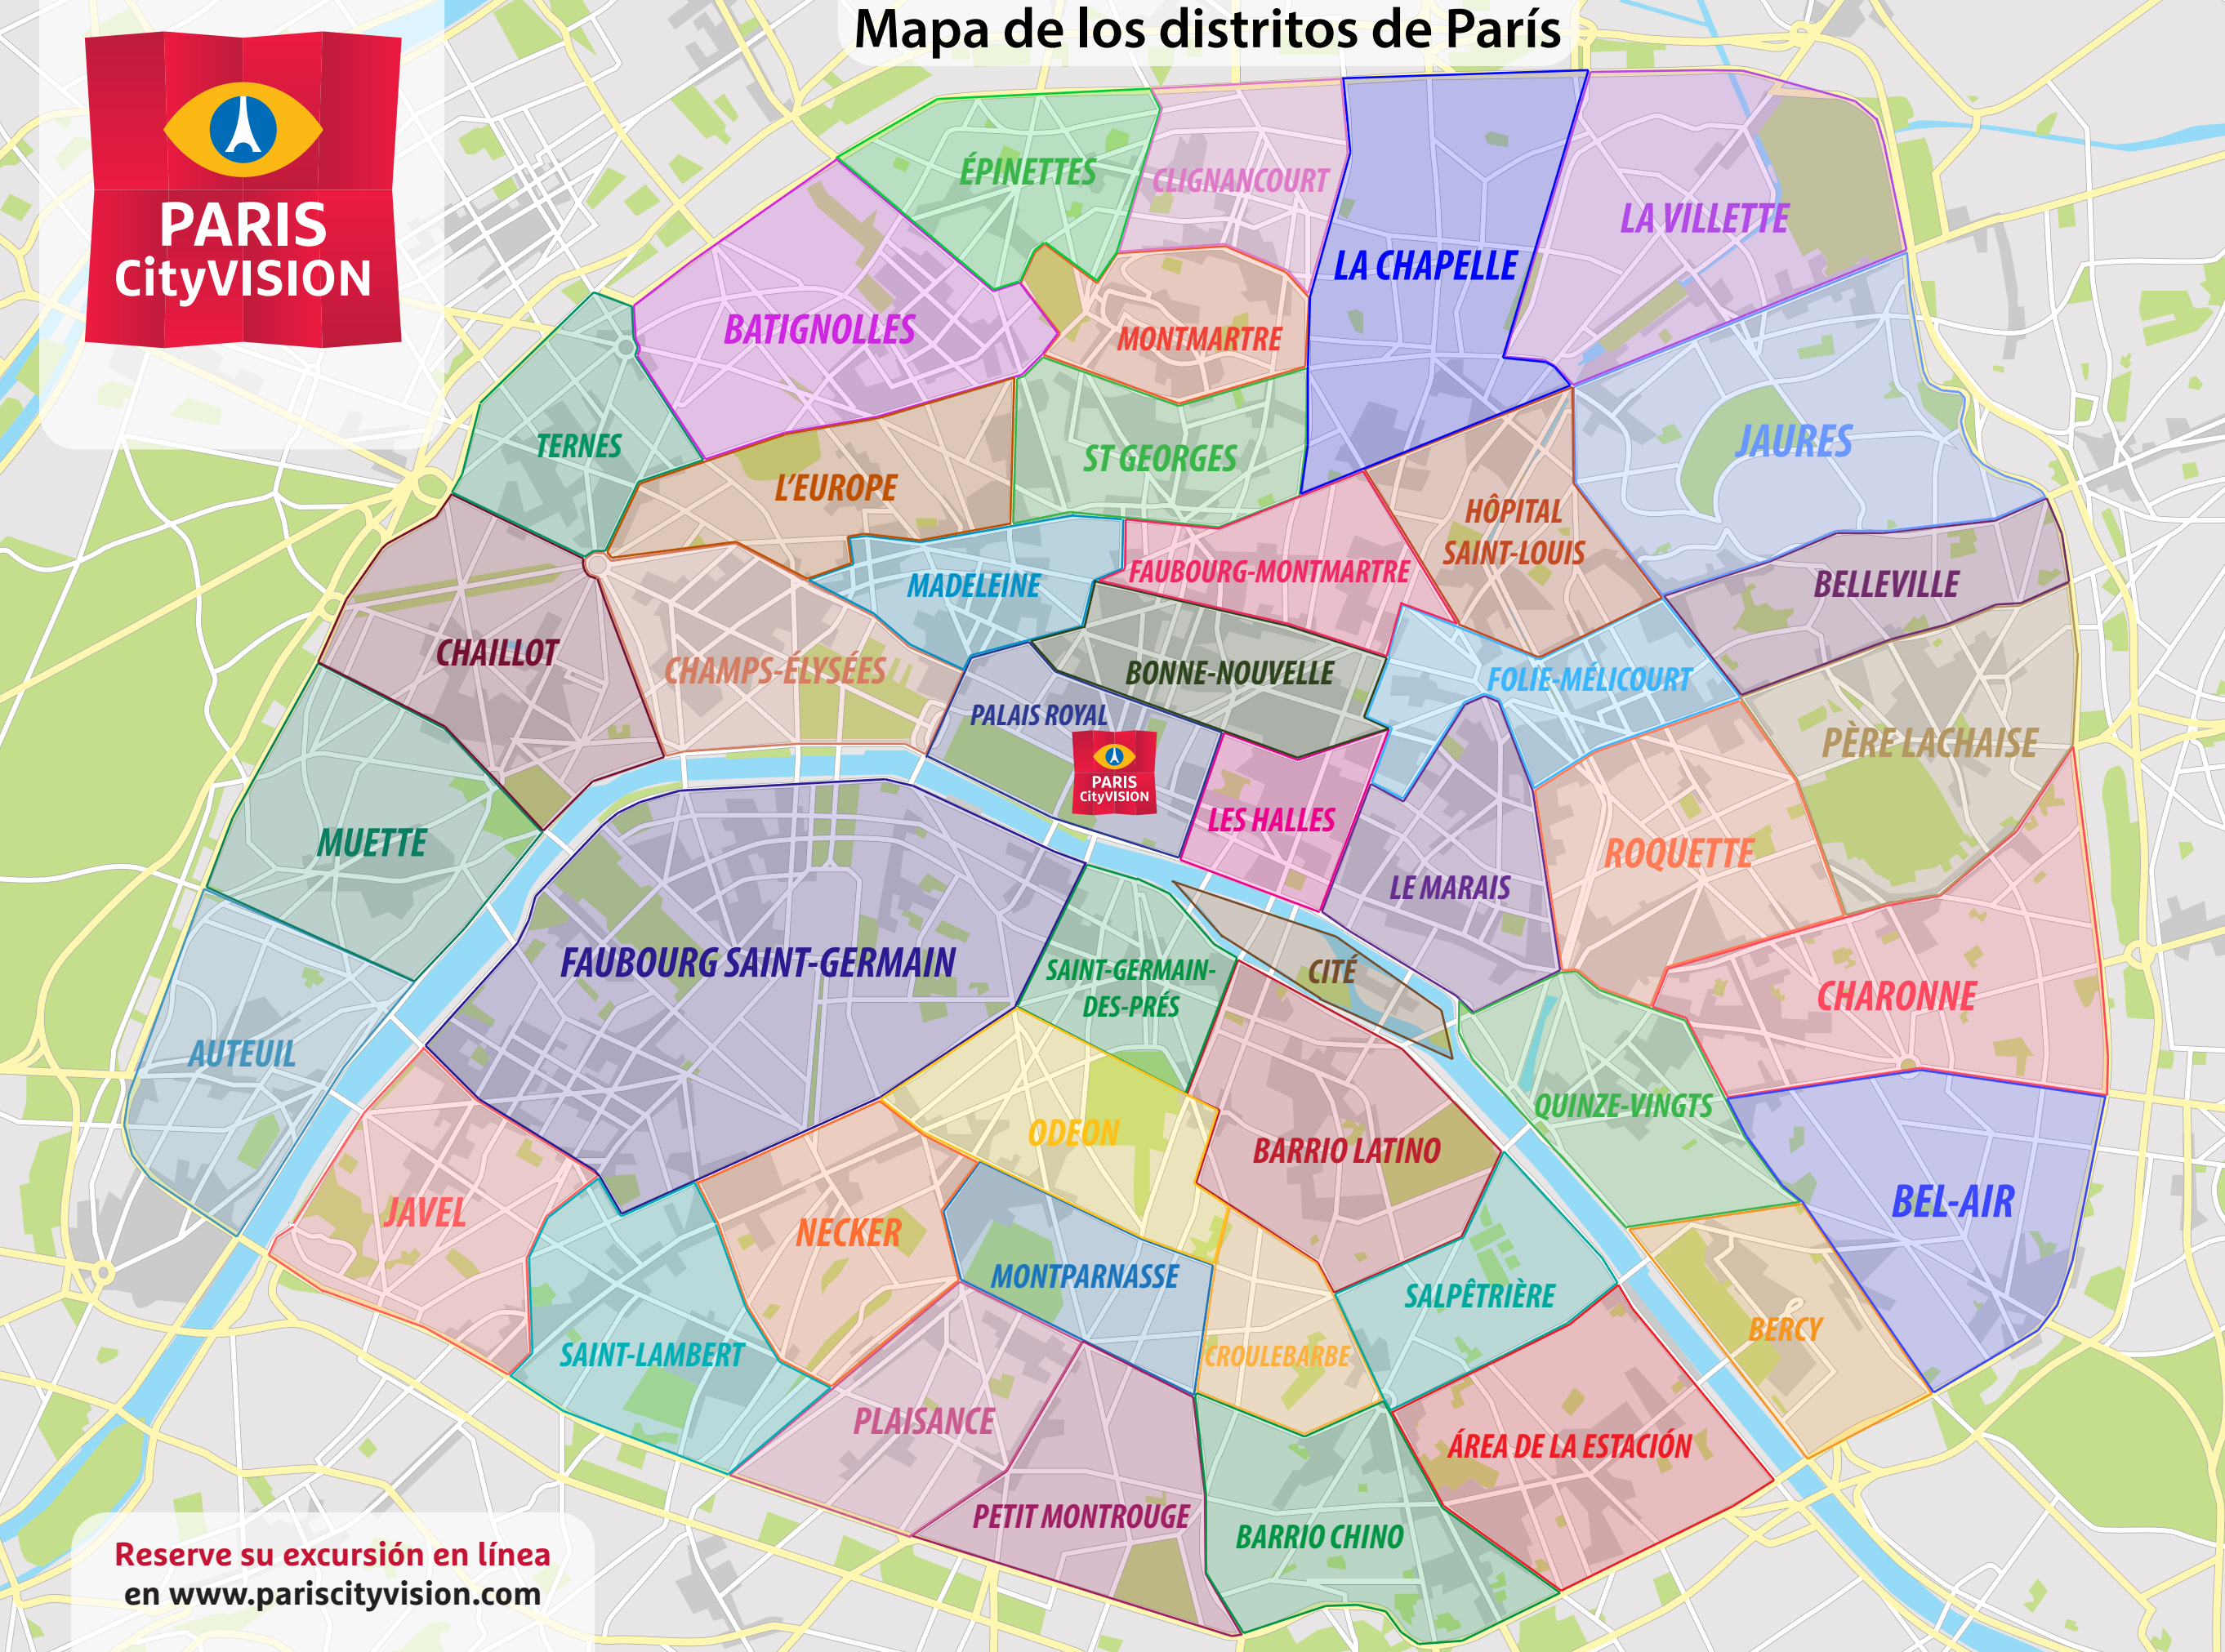 Mapa de los distritos de París
PARIS
CityVISION
ÉPINETTES
CLIGNANCOURT
LA VILLETTE
LA CHAPELLE
BATIGNOLLES
MONTMARTRE
TERNES
ST GEORGES
JAURES
L'EUROPE
HÔPITAL
SAINT-LOUIS
FAUBOURG-MONTMARTRE
MADELEINE
BELLEVILLE
CHAILLOT
CHAMPS-ÉLYSÉES
BONNE-NOUVELLE
FOLIE-MÉLICOURT
PALAIS ROYAL
PARIS
CityVISION
PÈRE LACHAISE
LES HALLES
MUETTE
ROQUETTE
LE MARAIS
FAUBOURG SAINT-GERMAIN
SAINT-GERMAIN-
DES-PRÉS
CITÉ
CHARONNE
AUTEUIL
QUINZE-VINGTS
ODEON
BARRIO LATINO
BEL-AIR
JAVEL
NECKER
MONTPARNASSE
SALPÊTRIÈRE
BERCY
SAINT-LAMBERT
CROULEBARBE
PLAISANCE
ÁREA DE LA ESTACIÓN
PETIT MONTROUGE
BARRIO CHINO
Reserve su excursión en línea
en www.pariscityvision.com